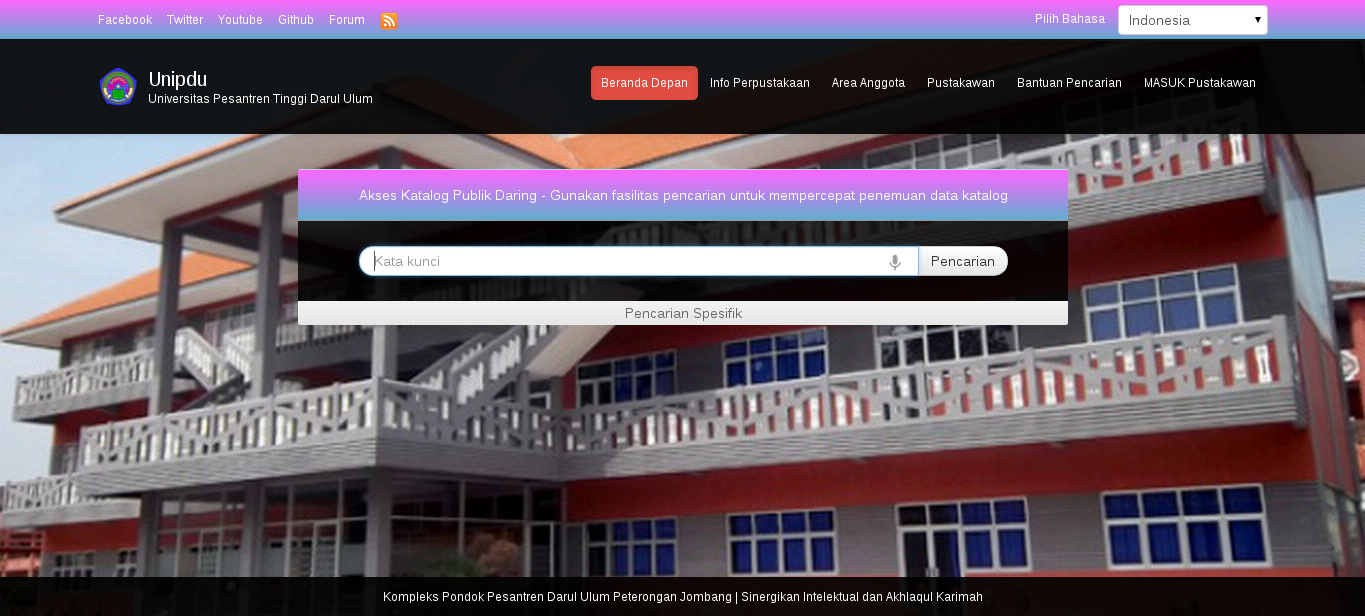 Facebook Twitter Youtube Github Forum Pilih Bahasa Indonesia
Unipdu
Universitas Pesantren Tinggi Darul Ulum
Beranda Depan Info Perpustakaan Area Anggota Pustakawan Bantuan Pencarian MASUK Pustakawan
Akses Katalog Publik Daring - Gunakan fasilitas pencarian untuk mempercepat penemuan data katalog
Kata kunci Pencarian
Pencarian Spesifik
Kompleks Pondok Pesantren Darul Ulum Peterongan Jombang | Sinergikan Intelektual dan Akhlaqul Karimah